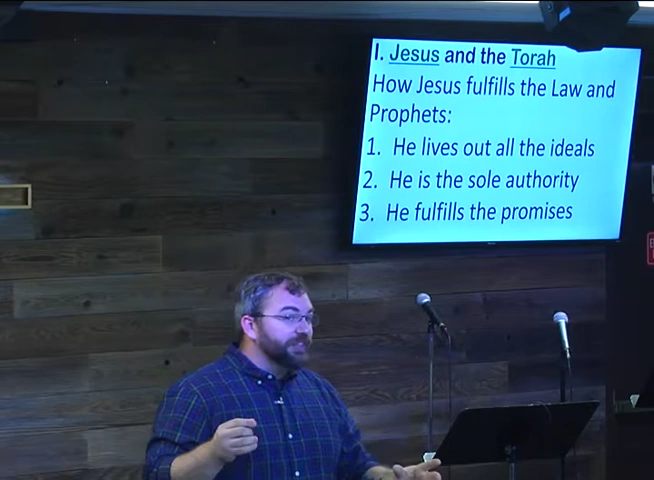 I. Jesus and the Torah
How Jesus fulfills the Law and
Prophets:
1. He lives out all the ideals
2. He is the sole authority
3. He fulfills the promises